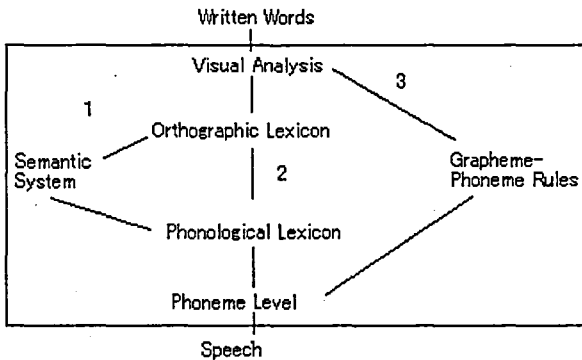 Written Words
Visual Analysis
3
1
Orthographic Lexicon
Semantic
System
Grapheme-
Phoneme Rules
2
Phonological Lexicon
Phoneme Level
Speech